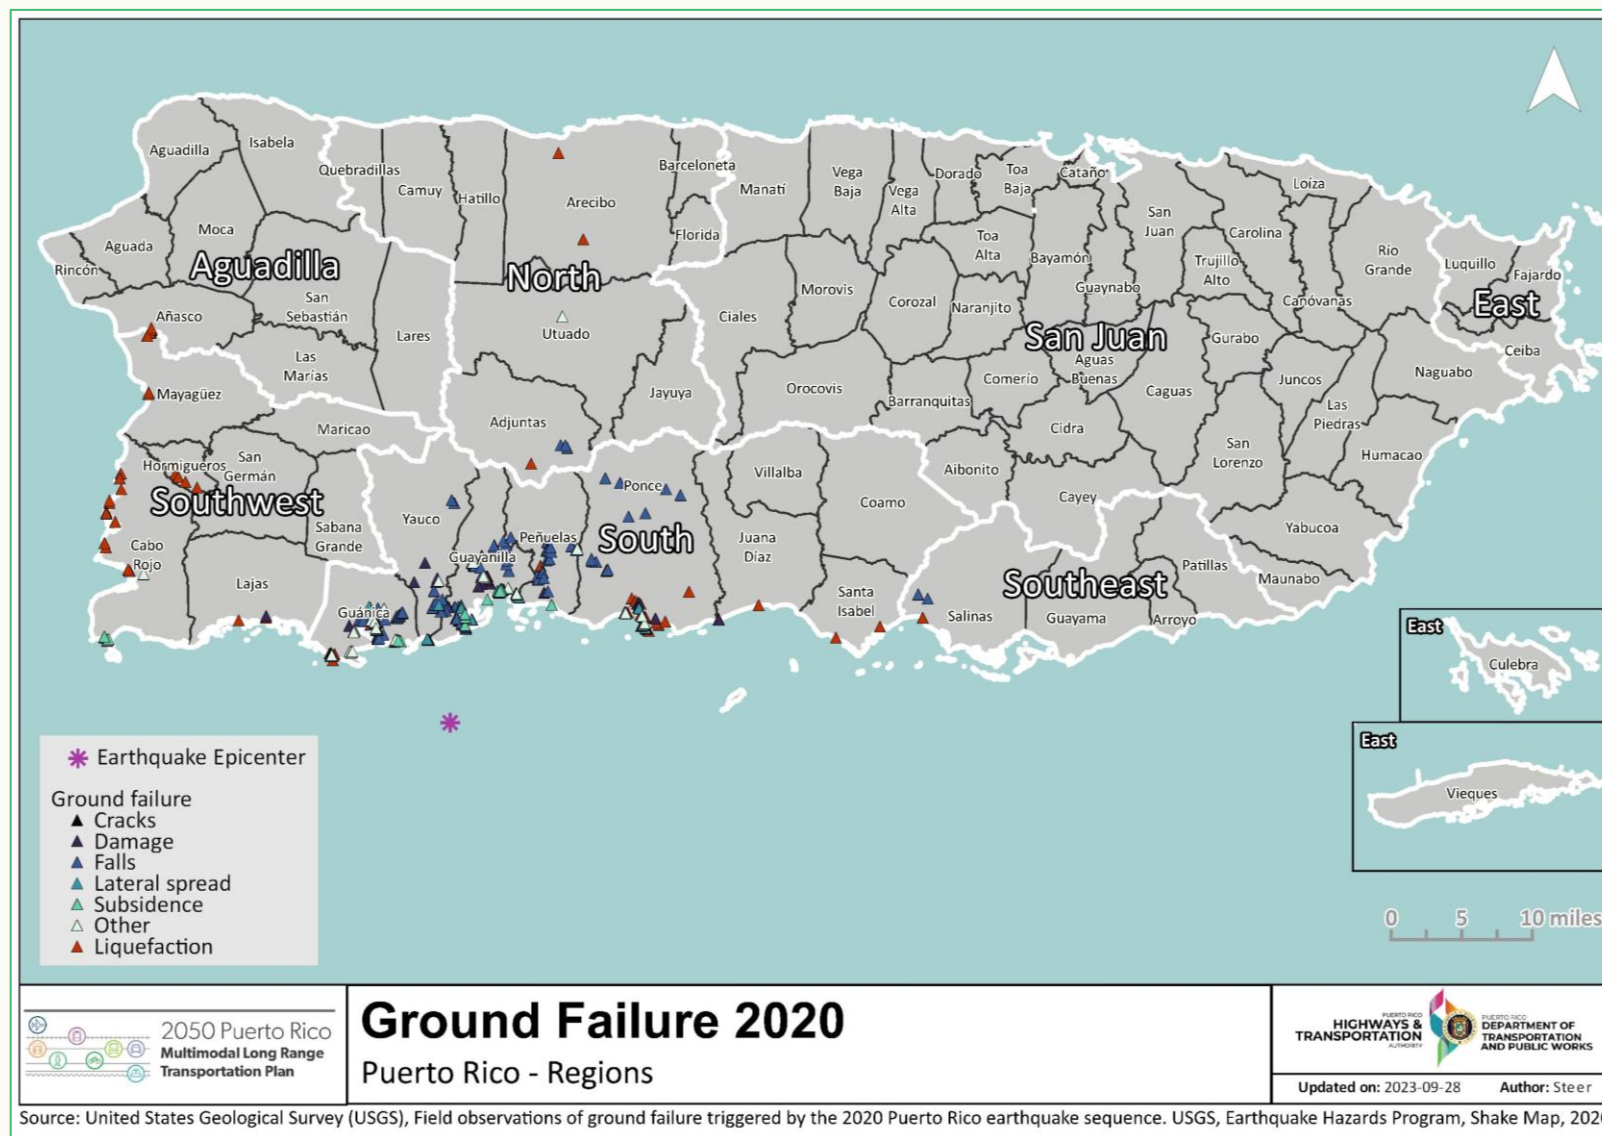 Aguadilla
Isabela
Quebradillas
Camuy
Hatillo
Arecibo
Barceloneta
Florida
Manatí
Vega
Baja
Vega
Alta
Dorado
Toa
Baja
Cataño
Toa
Alta
Bayamón
Guaynabo
San
Juan
Trujillo
Alto
Carolina
Loíza
Canóvanas
Río
Grande
Luquillo
Fajardo
East
Ceiba
Rincón
Aguada
Moca
Aguadilla
San
Sebastián
Añasco
Lares
Las
Marías
Mayagüez
Maricao
North
Utuado
Adjuntas
Jayuya
Ciales
Morovis
Corozal
Naranjito
Orocovis
Barranquitas
Comerío
San Juan
Aguas
Buenas
Cidra
Caguas
Gurabo
Juncos
Las
Piedras
Naguabo
Humacao
San
Lorenzo
Yabucoa
Hormigueros
San
Germán
Southwest
Sabana
Grande
Cabo
Rojo
Lajas
Guánica
Yauco
Guayanilla
Peñuelas
Ponce
South
Juana
Díaz
Villalba
Coamo
Santa
Isabel
Aibonito
Cayey
Southeast
Salinas
Guayama
Arroyo
Patillas
Maunabo
East
Culebra
East
Vieques
Earthquake Epicenter
Ground failure
Cracks
Damage
Falls
Lateral spread
Subsidence
Other
Liquefaction
0 5 10 miles
2050 Puerto Rico
Multimodal Long Range
Transportation Plan
Ground Failure 2020
Puerto Rico - Regions
PUERTO RICO
HIGHWAYS &
TRANSPORTATION
AUTHORITY
PUERTO RICO
DEPARTMENT OF
TRANSPORTATION
AND PUBLIC WORKS
Updated on: 2023-09-28 Author: Steer
Source: United States Geological Survey (USGS), Field observations of ground failure triggered by the 2020 Puerto Rico earthquake sequence. USGS, Earthquake Hazards Program, Shake Map, 2020